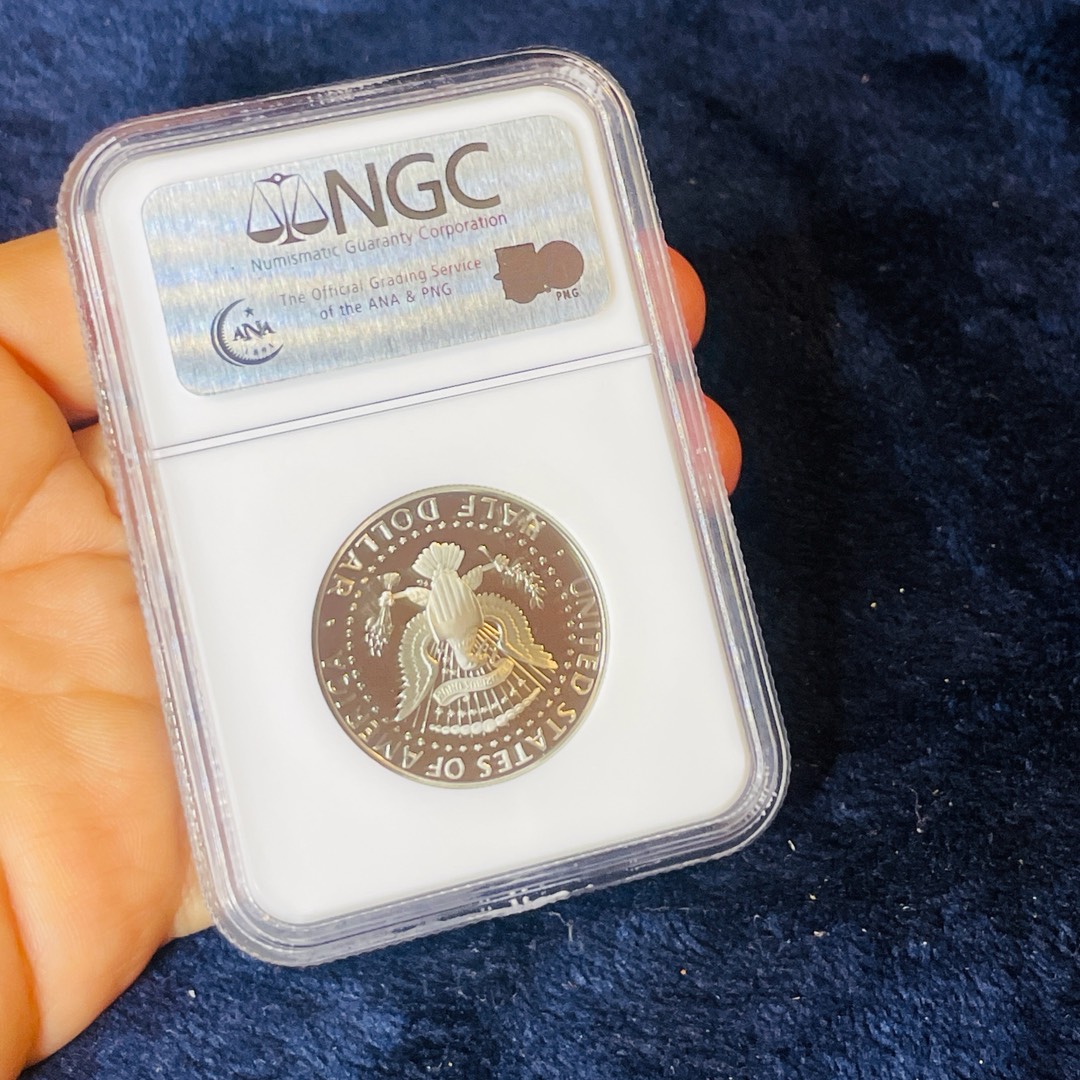 NGC
Numismatic Guaranty Corporation
The Official Grading Service
of the ANA & PNG
ANA
PNG
UNITED STATES OF AMERICA
HALF DOLLAR